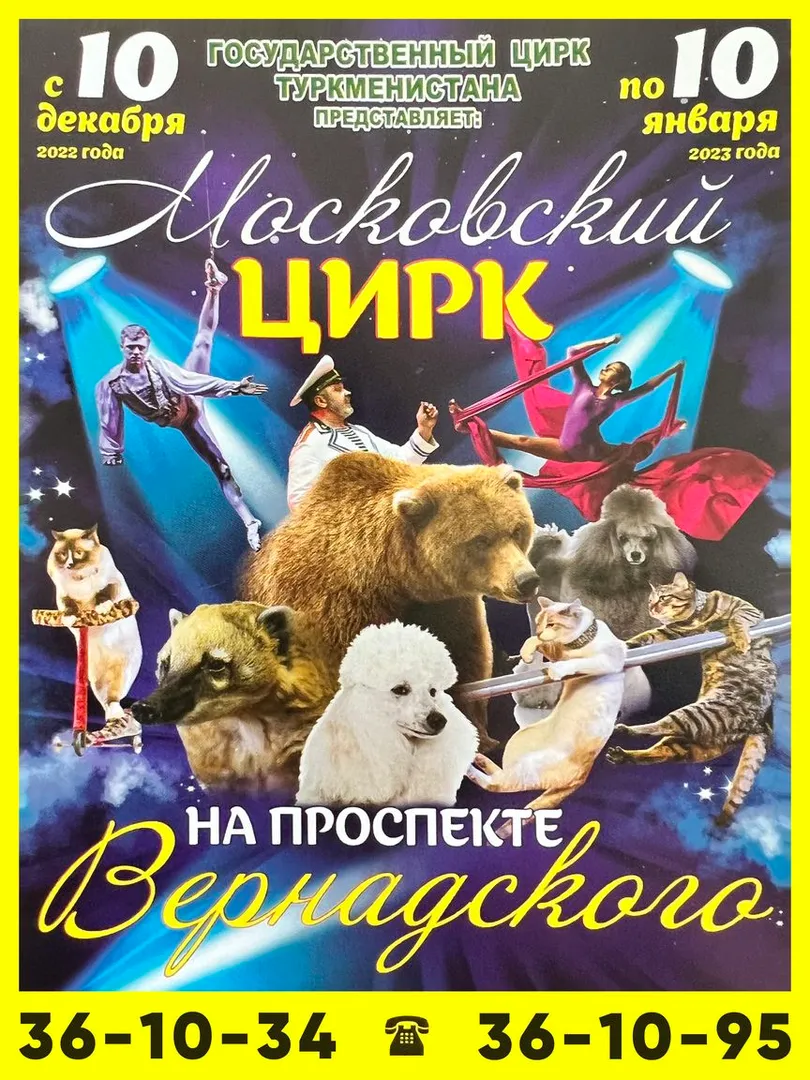 с 10
декабря
2022 года
ГОСУДАРСТВЕННЫЙ ЦИРК
ТУРКМЕНИСТАНА
ПРЕДСТАВЛЯЕТ:
по 10
января
2023 года
Московский
ЦИРК
НА ПРОСПЕКТЕ
Вернадского
36-10-34 ☎ 36-10-95